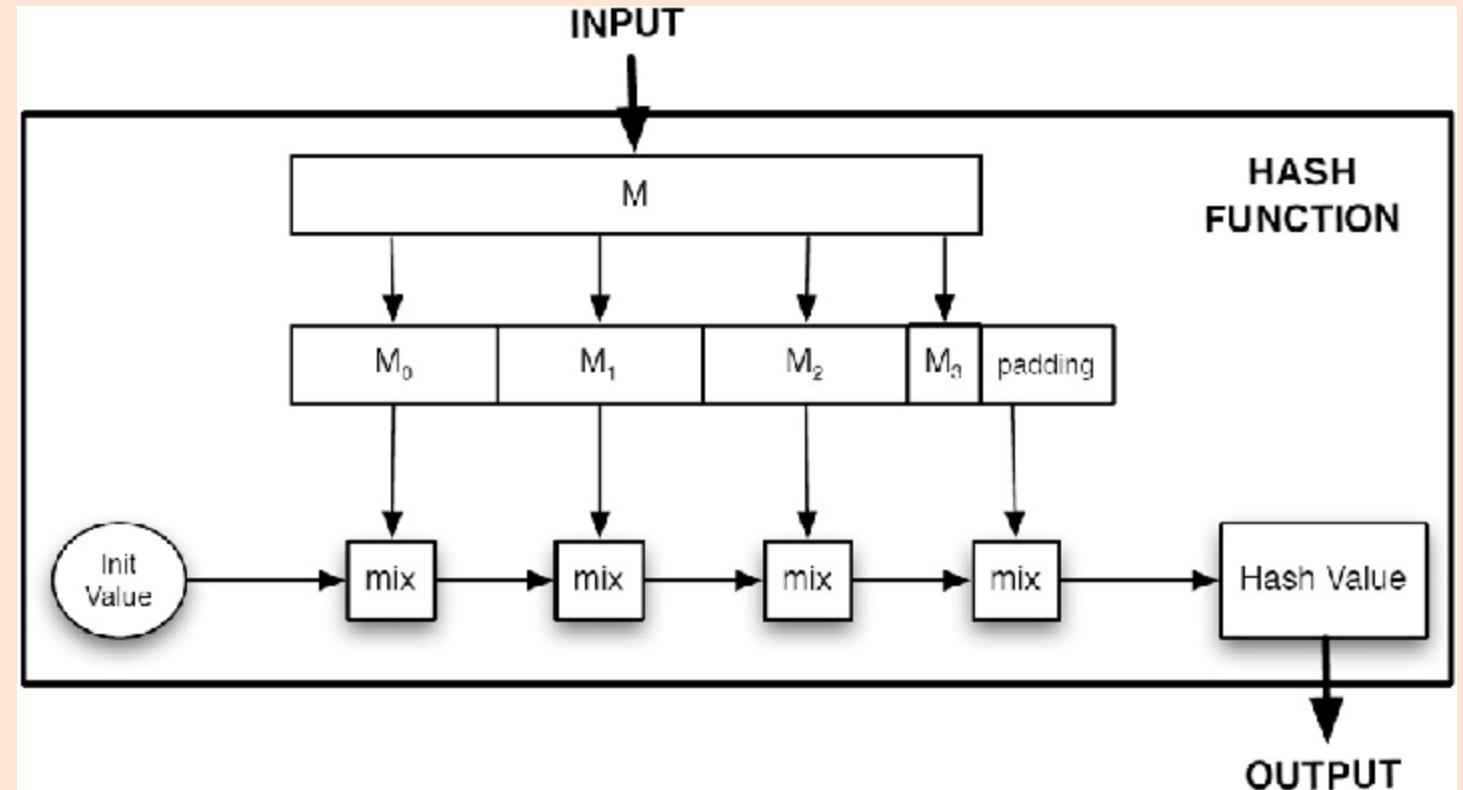 INPUT
HASH
FUNCTION
M
M₀ M₁ M₂ M₃ padding
Init
Value
mix mix mix mix Hash Value
OUTPUT